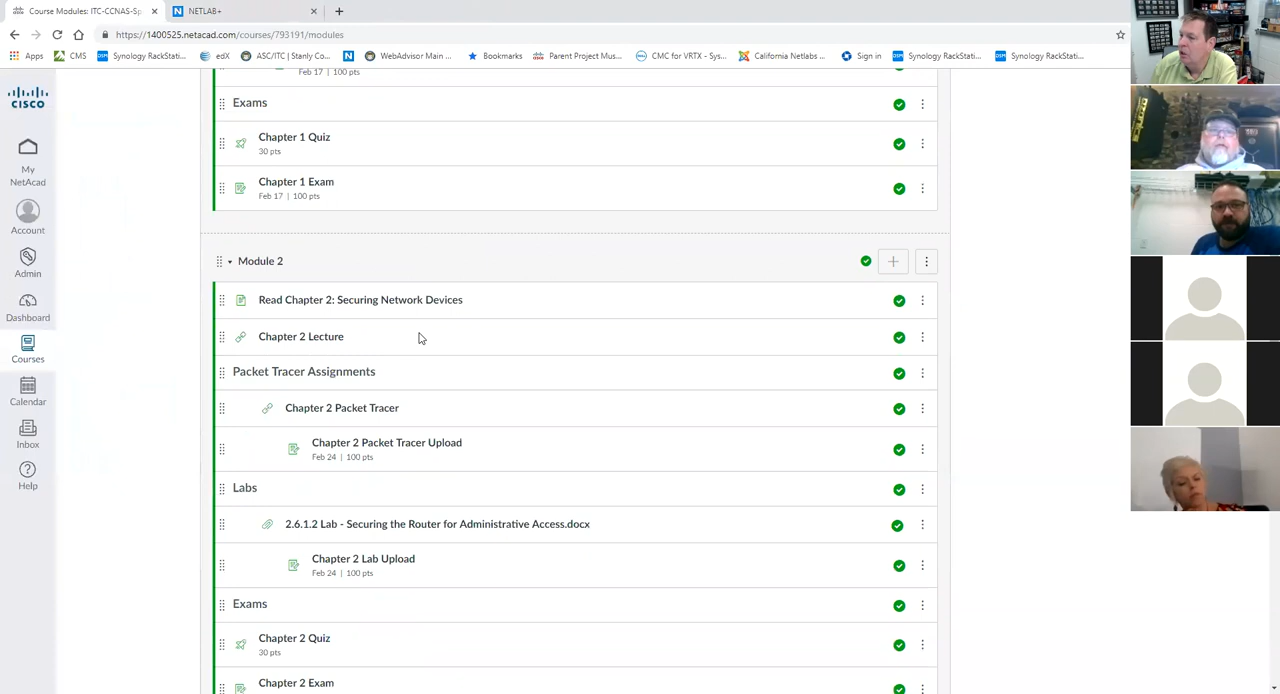 Course Modules: ITC-CCNAS-Sp
NETLAB+
https://1400525.netacad.com/courses/793191/modules
Apps
CMS
Synology RackStati...
edX
ASC/ITC | Shelly Co...
WebAdvisor Main ...
Bookmarks
Parent Project Mus...
CMC for VRTX - Sys...
California Netlabs ...
Sign in
Synology RackStati...
Synology RackStati...
CISCO
My
NetAcad
Account
Admin
Dashboard
Courses
Calendar
Inbox
Help
Feb 17 | 100 pts
Exams
Chapter 1 Quiz
30 pts
Chapter 1 Exam
Feb 17 | 100 pts
Module 2
Read Chapter 2: Securing Network Devices
Chapter 2 Lecture
Packet Tracer Assignments
Chapter 2 Packet Tracer
Chapter 2 Packet Tracer Upload
Feb 24 | 100 pts
Labs
2.6.1.2 Lab - Securing the Router for Administrative Access.docx
Chapter 2 Lab Upload
Feb 24 | 100 pts
Exams
Chapter 2 Quiz
30 pts
Chapter 2 Exam